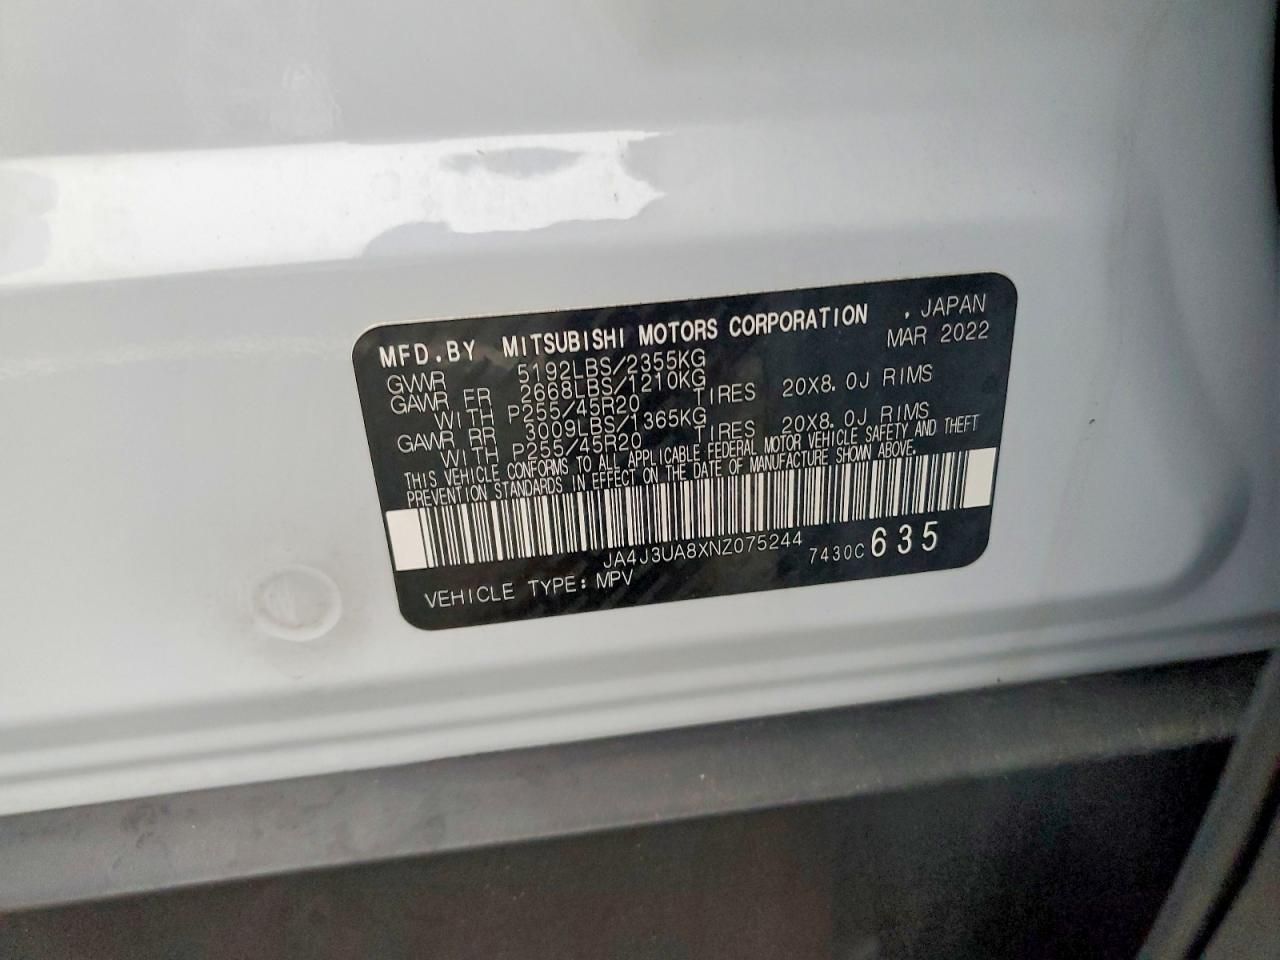 MFD.BY MITSUBISHI MOTORS CORPORATION , JAPAN
GVWR 5192LBS/2355KG MAR 2022
GAWR FR 2668LBS/1210KG
WITH P255/45R20 TIRES 20X8.0J RIMS
GAWR RR 3009LBS/1365KG
WITH P255/45R20 TIRES 20X8.0J RIMS
THIS VEHICLE CONFORMS TO ALL APPLICABLE FEDERAL MOTOR VEHICLE SAFETY AND THEFT
PREVENTION STANDARDS IN EFFECT ON THE DATE OF MANUFACTURE SHOWN ABOVE.
JA4J3UA8XNZ075244 7430C 635
VEHICLE TYPE: MPV